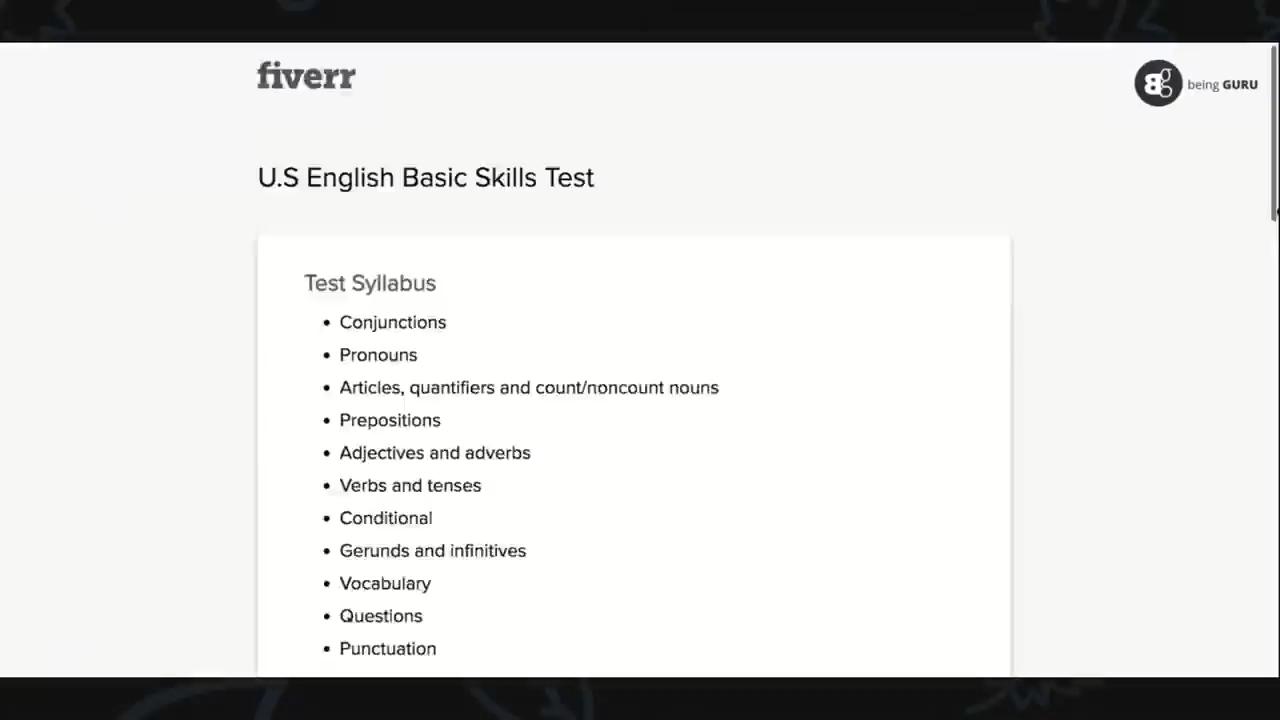 fiverr
being GURU
U.S English Basic Skills Test
Test Syllabus
• Conjunctions
• Pronouns
• Articles, quantifiers and count/noncount nouns
• Prepositions
• Adjectives and adverbs
• Verbs and tenses
• Conditional
• Gerunds and infinitives
• Vocabulary
• Questions
• Punctuation